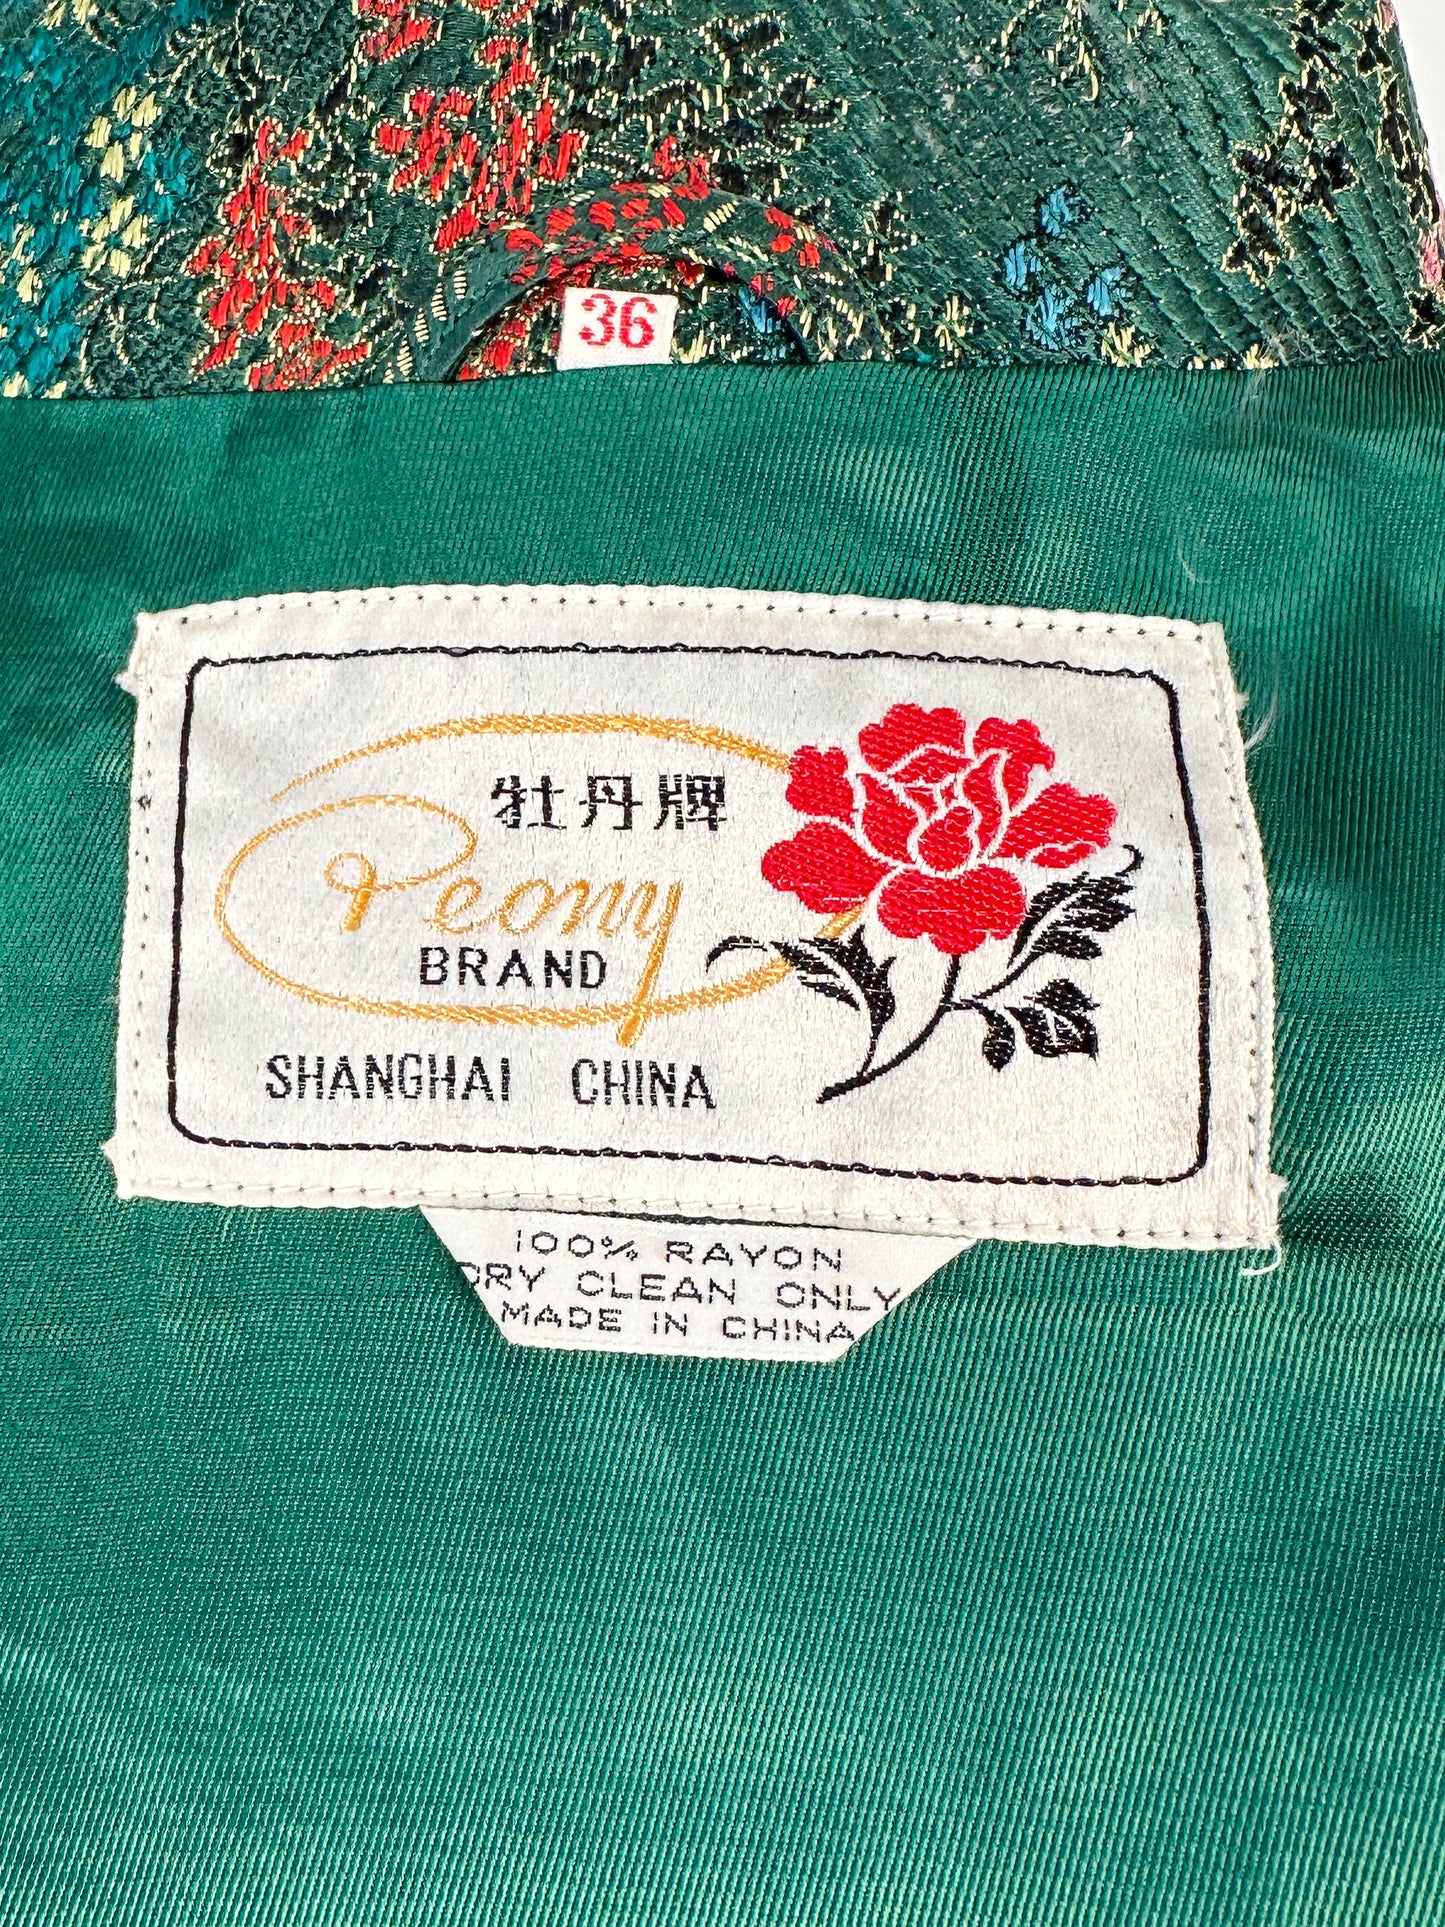 36
牡丹牌
Peony
BRAND
SHANGHAI CHINA
100% RAYON
DRY CLEAN ONLY
MADE IN CHINA